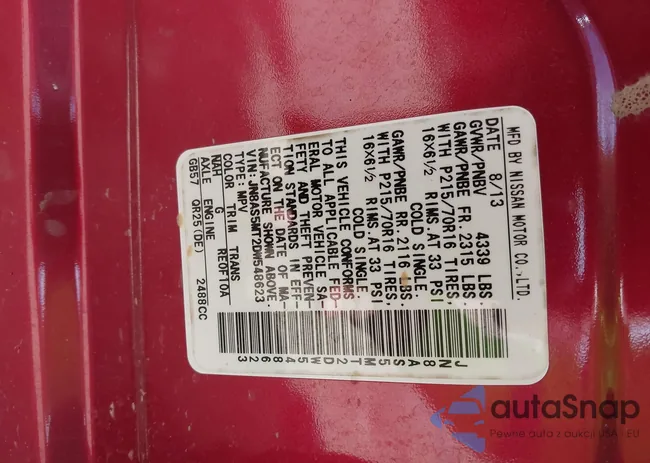 MFD BY NISSAN MOTOR CO.,LTD.
DATE 8/13
GVWR/PNBV 4339 LBS.
GAWR/PNBE FR. 2315 LBS.
WITH P215/70R16 TIRES,
16X6½ RIMS.AT 33 PSI
COLD SINGLE.
GAWR/PNBE RR. 2116 LBS.
WITH P215/70R16 TIRES,
16X6½ RIMS.AT 33 PSI
COLD SINGLE.
THIS VEHICLE CONFORMS
TO ALL APPLICABLE FED-
ERAL MOTOR VEHICLE SA-
FETY AND THEFT PREVEN-
TION STANDARDS IN EFF-
ECT ON THE DATE OF MA-
NUFACTURE SHOWN ABOVE.
VIN: JN8AS5MT2DW548623
TYPE: MPV
COLOR TRIM TRANS
NAH G RE0F10A
AXLE ENGINE
GB57 QR25(DE) 2488CC
JN8AS5MT2DW548623
autaSnap
Pewne auta z aukcji USA - EU